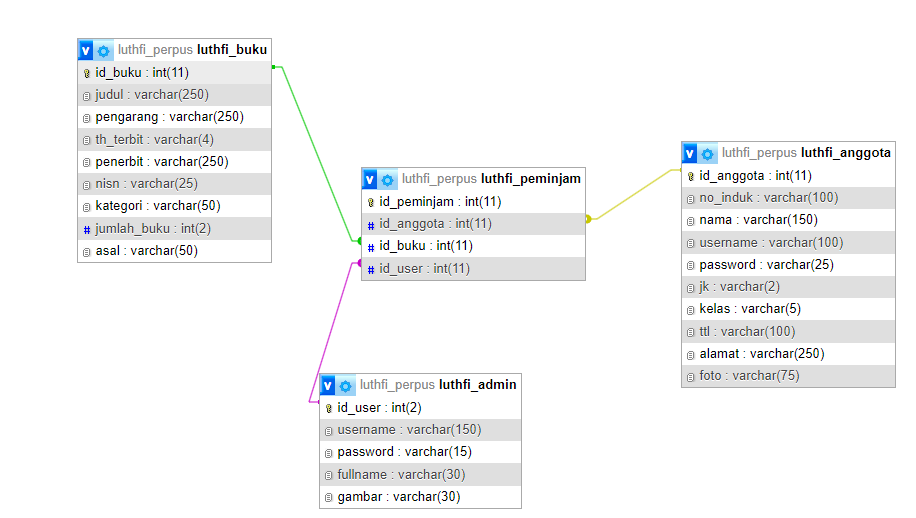 luthfi_perpus luthfi_buku
id_buku : int(11)
judul : varchar(250)
pengarang : varchar(250)
th_terbit : varchar(4)
penerbit : varchar(250)
nisn : varchar(25)
kategori : varchar(50)
# jumlah_buku : int(2)
asal : varchar(50)
luthfi_perpus luthfi_peminjam
id_peminjam : int(11)
# id_anggota : int(11)
# id_buku : int(11)
# id_user : int(11)
luthfi_perpus luthfi_anggota
id_anggota : int(11)
no_induk : varchar(100)
nama : varchar(150)
username : varchar(100)
password : varchar(25)
jk : varchar(2)
kelas : varchar(5)
ttl : varchar(100)
alamat : varchar(250)
foto : varchar(75)
luthfi_perpus luthfi_admin
id_user : int(2)
username : varchar(150)
password : varchar(15)
fullname : varchar(30)
gambar : varchar(30)